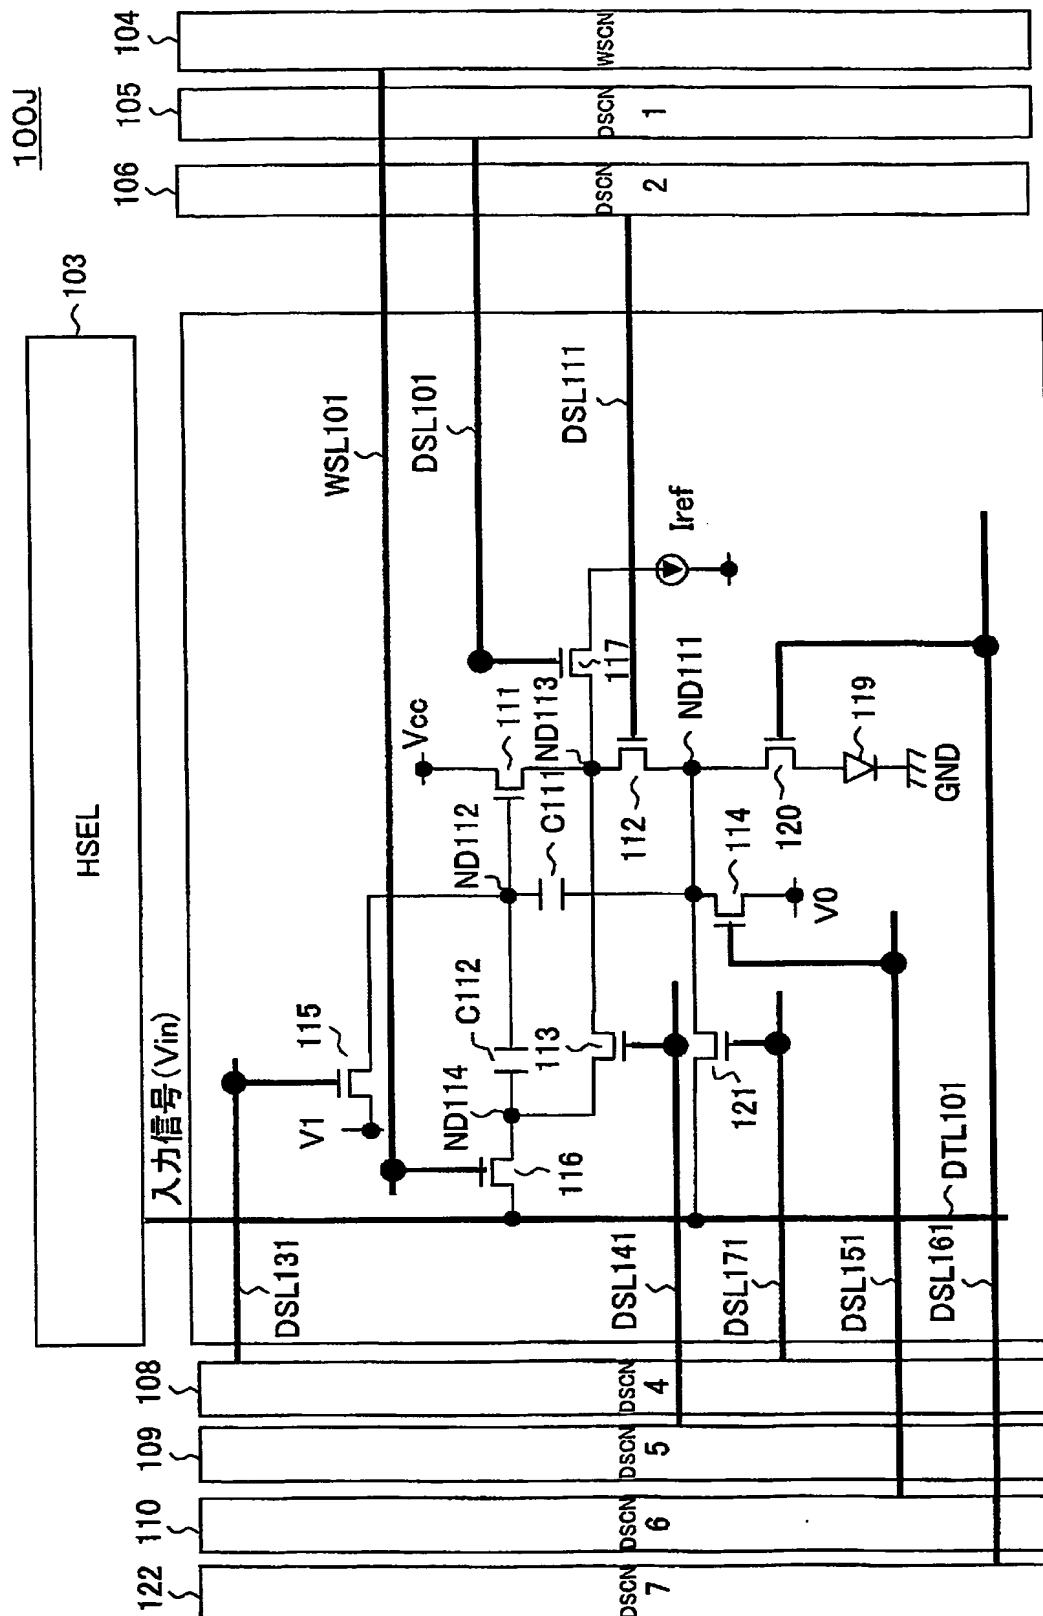 100J
104
WSCN
105
DSCN
1
106
DSCN
2
103
HSEL
入力信号(Vin)
WSL101
DSL101
DSL111
DSL131
V1
115
116
ND114
C112
ND112
C111
Vcc
111
ND113
117
Iref
113
112
ND111
121
114
V0
120
119
GND
DSL141
DSL171
DSL151
DSL161
DTL101
108
DSCN
4
109
DSCN
5
110
DSCN
6
122
DSCN
7